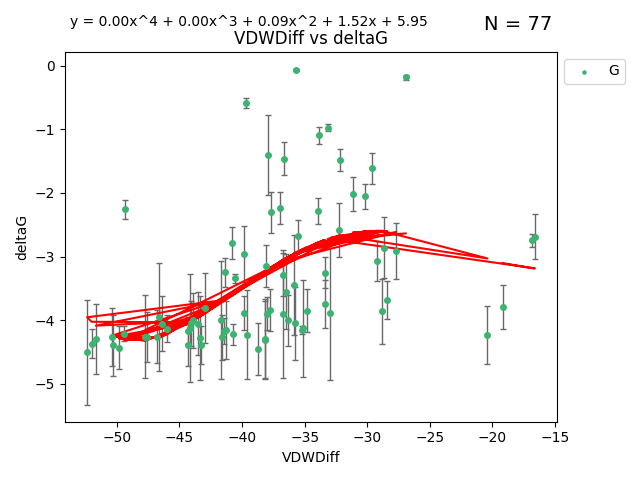 y = 0.00x^4 + 0.00x^3 + 0.09x^2 + 1.52x + 5.95
N = 77
VDWDiff vs deltaG
G
deltaG
0
−1
−2
−3
−4
−5
−50 −45 −40 −35 −30 −25 −20 −15
VDWDiff